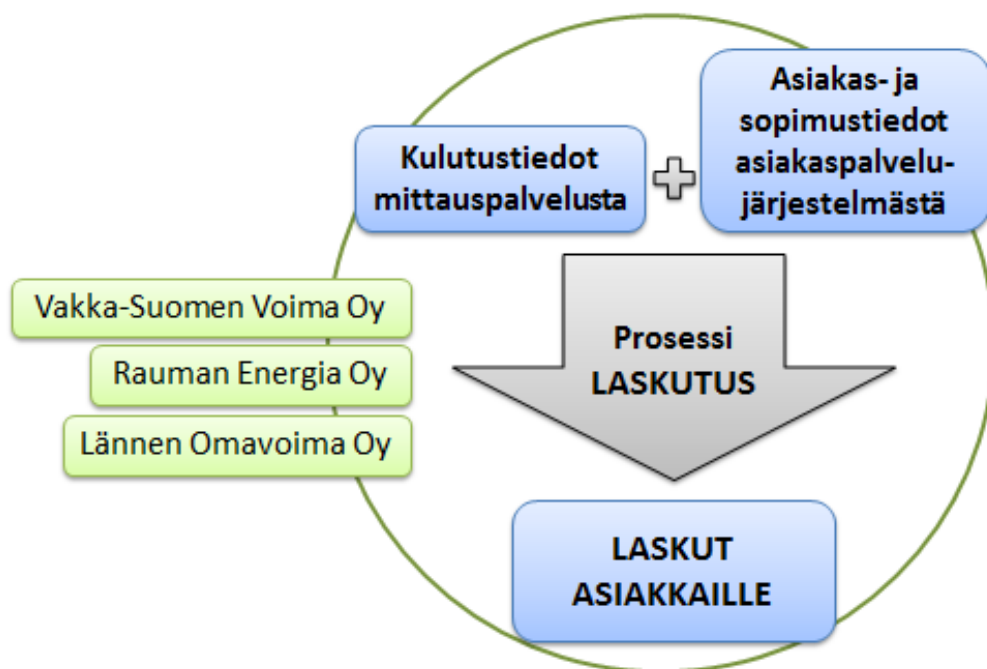 Kulutustiedot
mittauspalvelusta
Asiakas- ja
sopimustiedot
asiakaspalvelu-
järjestelmästä
Vakka-Suomen Voima Oy
Rauman Energia Oy
Lännen Omavoima Oy
Prosessi
LASKUTUS
LASKUT
ASIAKKAILLE